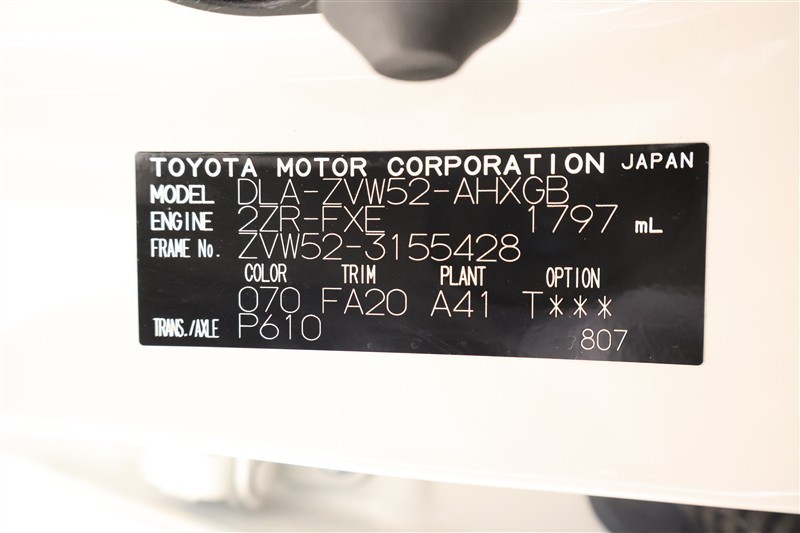 TOYOTA MOTOR CORPORATION JAPAN
MODEL DLA-ZVW52-AHXGB
ENGINE 2ZR-FXE 1797 mL
FRAME No. ZVW52-3155428
COLOR TRIM PLANT OPTION
070 FA20 A41 T***
TRANS./AXLE P610
807